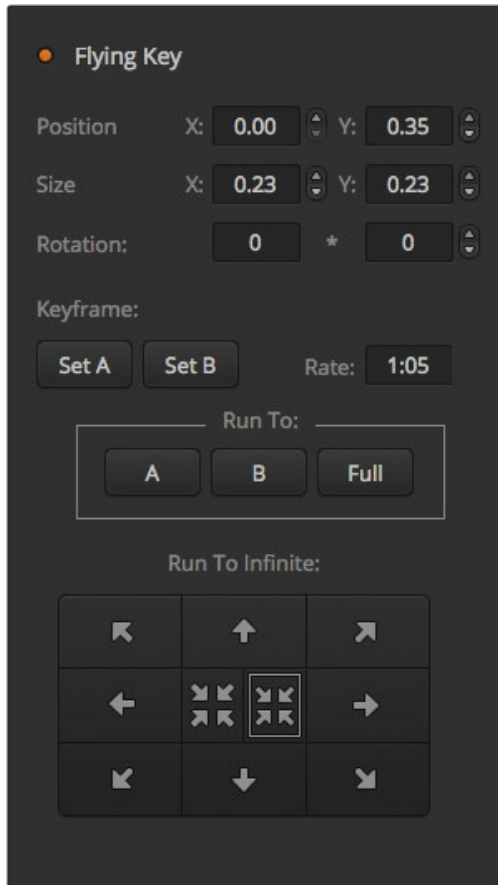 Flying Key
Position X: 0.00 Y: 0.35
Size X: 0.23 Y: 0.23
Rotation: 0 * 0
Keyframe:
Set A Set B Rate: 1:05
Run To:
A B Full
Run To Infinite: